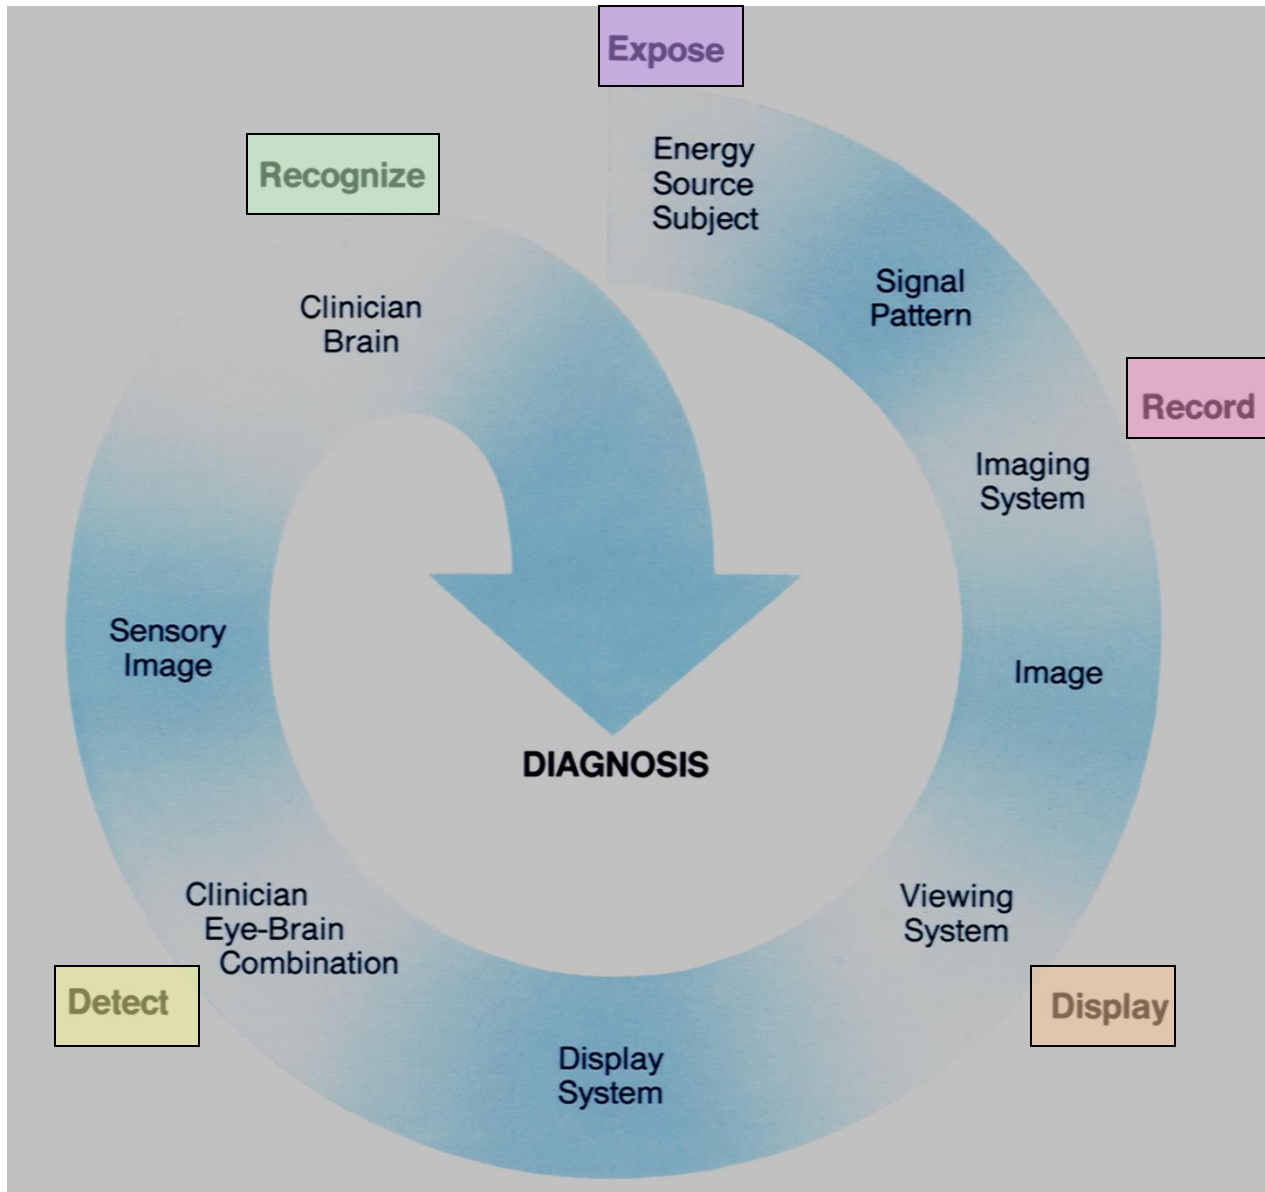 Expose
Energy
Source
Subject
Signal
Pattern
Record
Imaging
System
Image
Viewing
System
Display
Display
System
Clinician
Eye-Brain
Combination
Detect
Sensory
Image
Clinician
Brain
Recognize
DIAGNOSIS